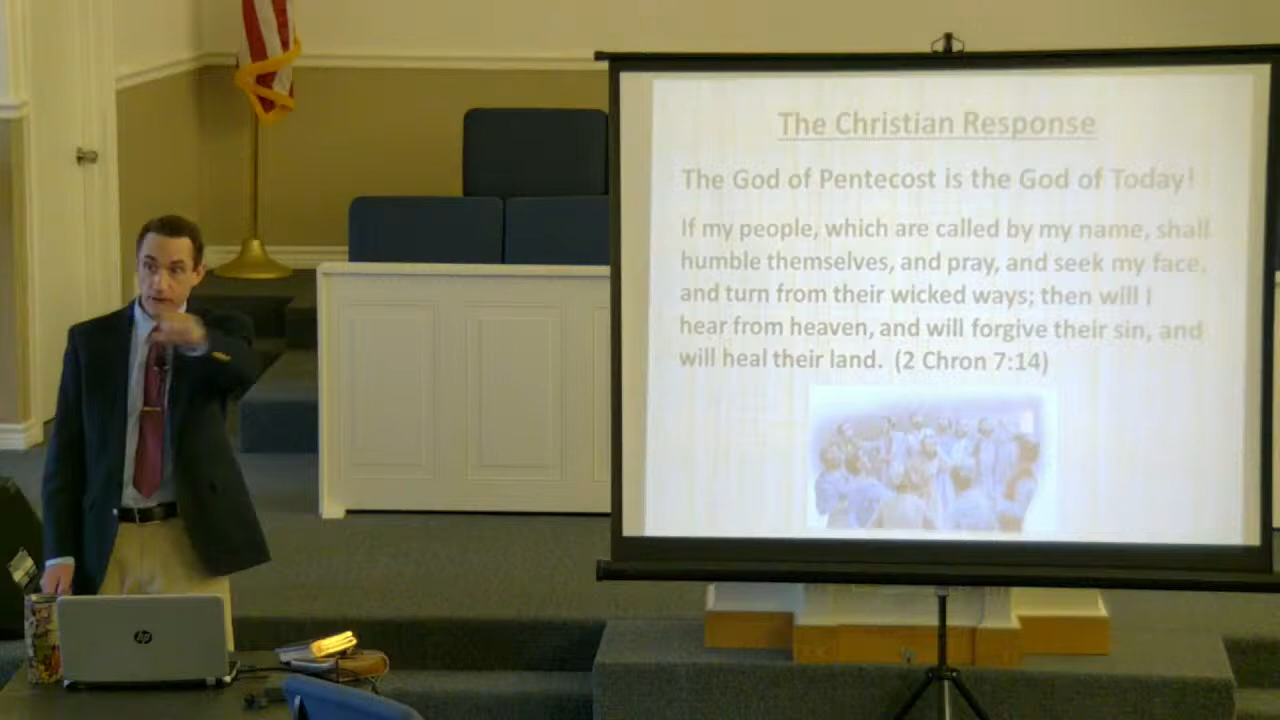 The Christian Response
The God of Pentecost is the God of Today!
If my people, which are called by my name, shall
humble themselves, and pray, and seek my face,
and turn from their wicked ways; then will I
hear from heaven, and will forgive their sin, and
will heal their land. (2 Chron 7:14)
hp